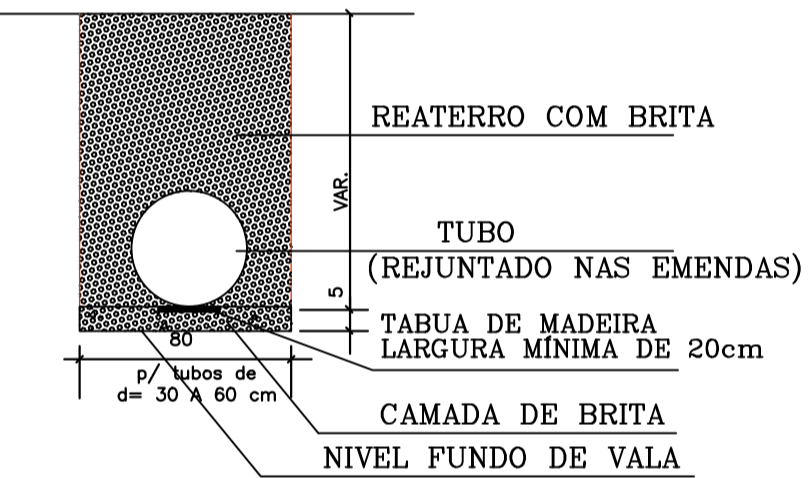 REATERRO COM BRITA
VAR.
TUBO
(REJUNTADO NAS EMENDAS)
5
TABUA DE MADEIRA
LARGURA MÍNIMA DE 20cm
80
p/ tubos de
d= 30 A 60 cm
CAMADA DE BRITA
NIVEL FUNDO DE VALA